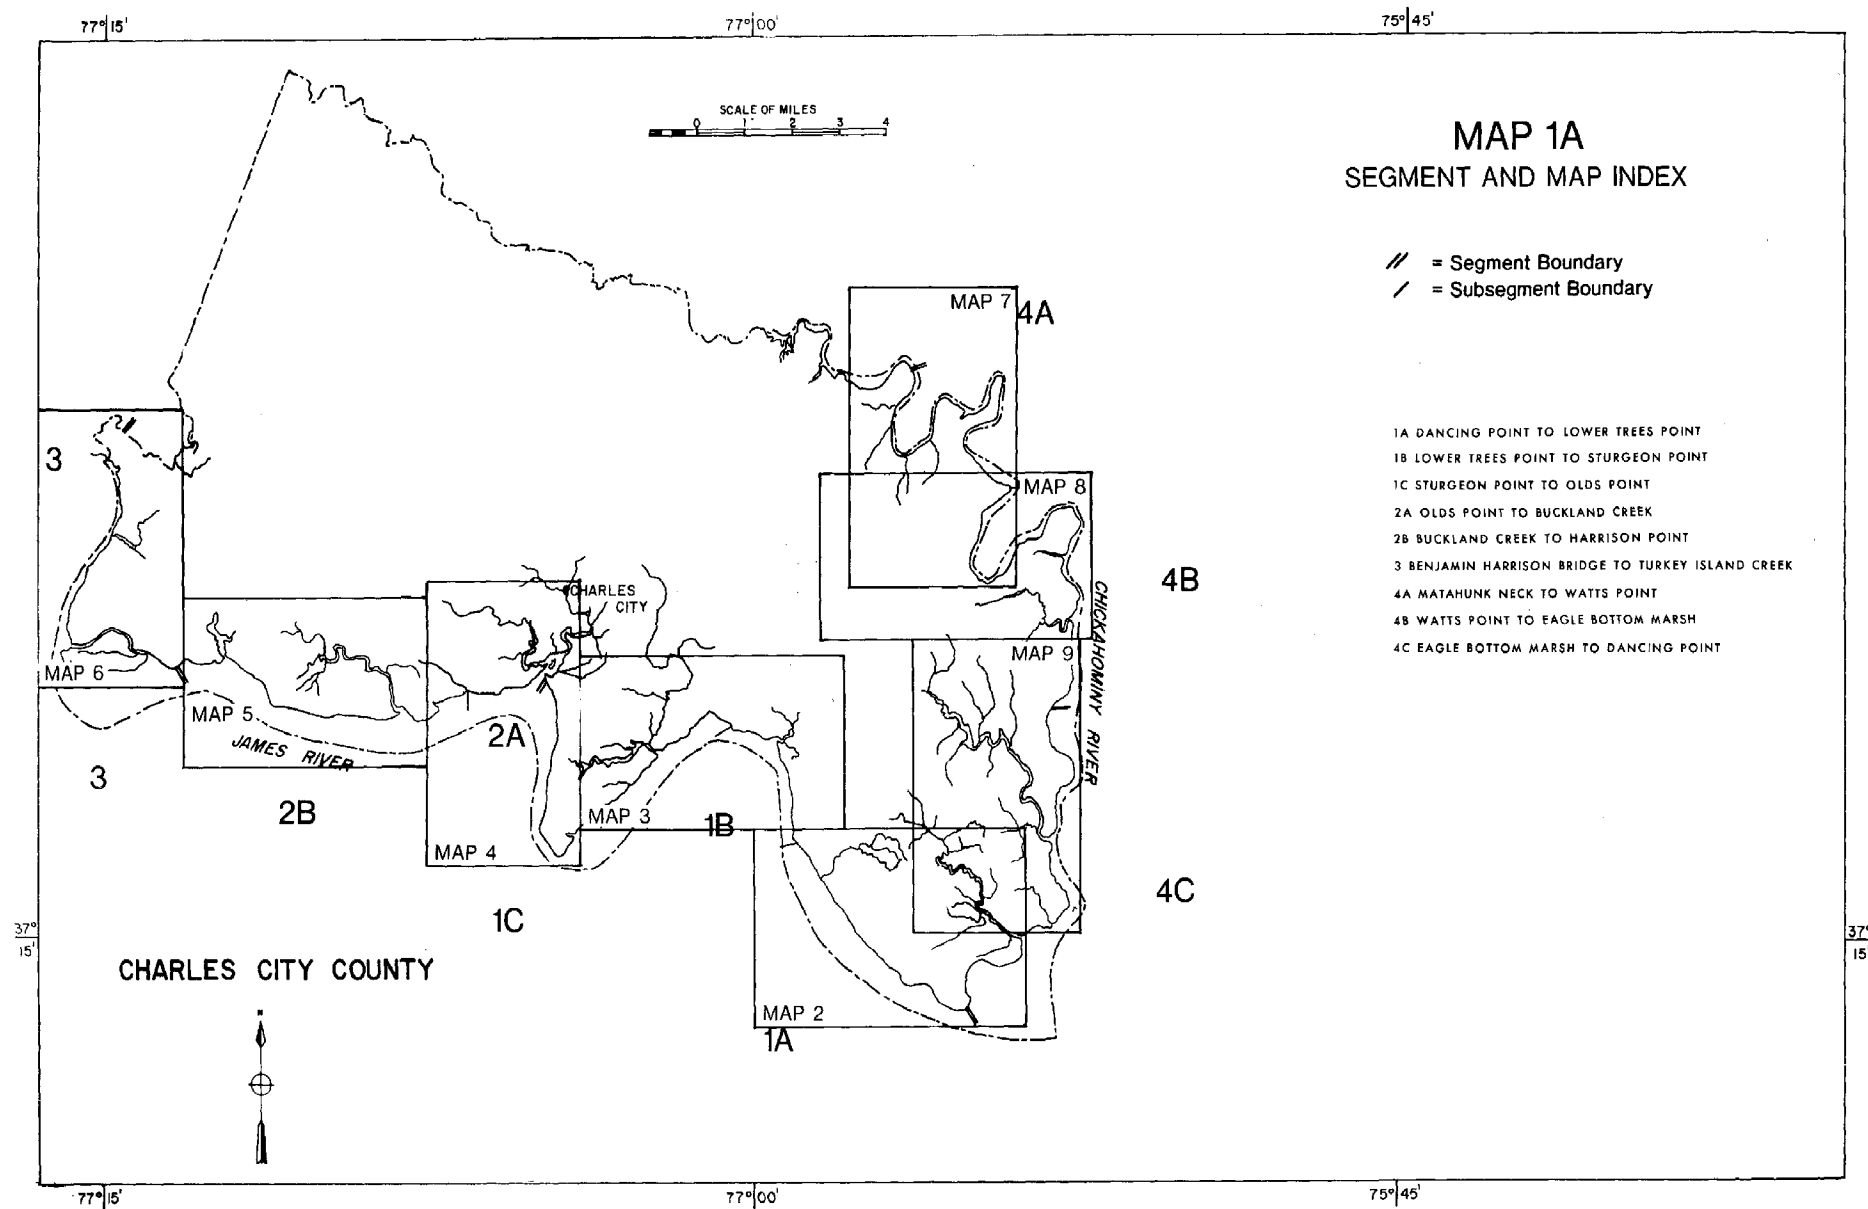 77° 15'
77° 00'
75° 45'
SCALE OF MILES
0 1 2 3 4
MAP 1A
SEGMENT AND MAP INDEX
= Segment Boundary
= Subsegment Boundary
MAP 7
4A
1A DANCING POINT TO LOWER TREES POINT
1B LOWER TREES POINT TO STURGEON POINT
1C STURGEON POINT TO OLDS POINT
2A OLDS POINT TO BUCKLAND CREEK
2B BUCKLAND CREEK TO HARRISON POINT
3 BENJAMIN HARRISON BRIDGE TO TURKEY ISLAND CREEK
4A MATAHUNK NECK TO WATTS POINT
4B WATTS POINT TO EAGLE BOTTOM MARSH
4C EAGLE BOTTOM MARSH TO DANCING POINT
3
MAP 8
4B
CHARLES
CITY
CHICKAHOMINY RIVER
MAP 9
MAP 6
MAP 5
JAMES RIVER
2A
3
2B
MAP 3
1B
MAP 4
4C
1C
37°
15'
37°
15'
CHARLES CITY COUNTY
N
MAP 2
1A
77° 15'
77° 00'
75° 45'